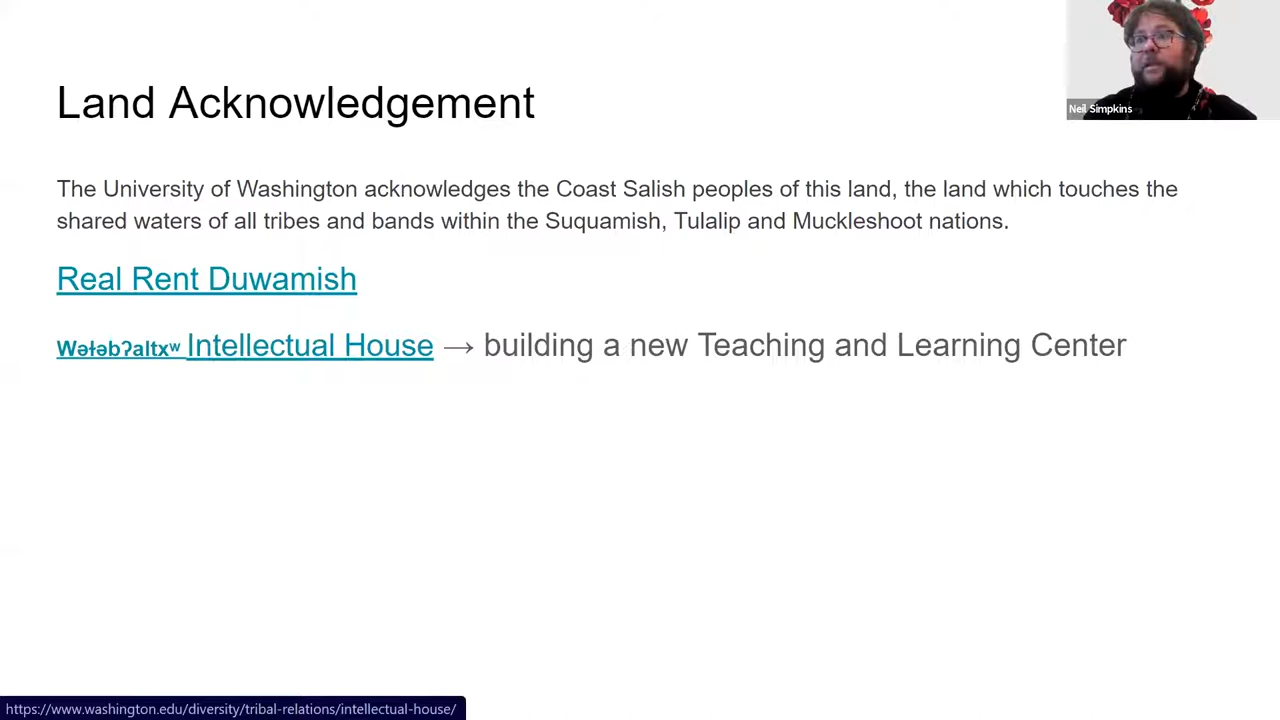 Neil Simpkins
Land Acknowledgement
The University of Washington acknowledges the Coast Salish peoples of this land, the land which touches the
shared waters of all tribes and bands within the Suquamish, Tulalip and Muckleshoot nations.
Real Rent Duwamish
Wəɬəbʔaltxʷ Intellectual House → building a new Teaching and Learning Center
https://www.washington.edu/diversity/tribal-relations/intellectual-house/